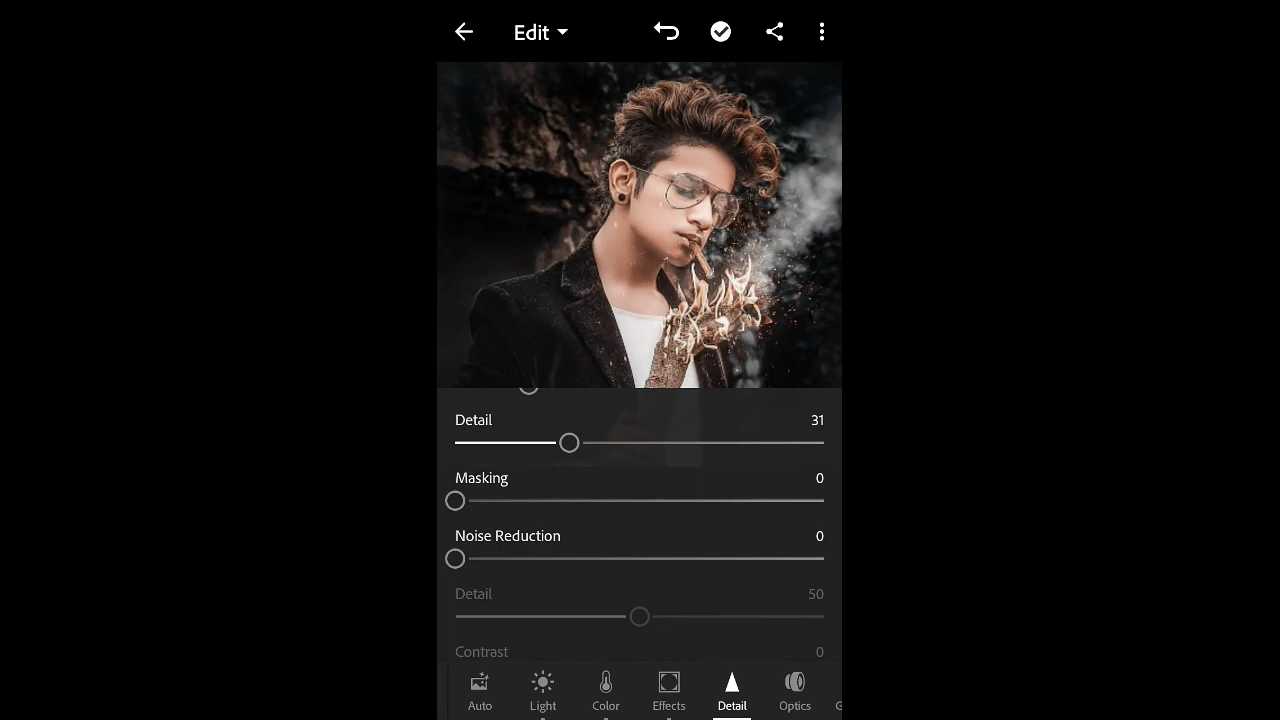 Edit
Detail 31
Masking 0
Noise Reduction 0
Detail 50
Contrast 0
Auto Light Color Effects Detail Optics G